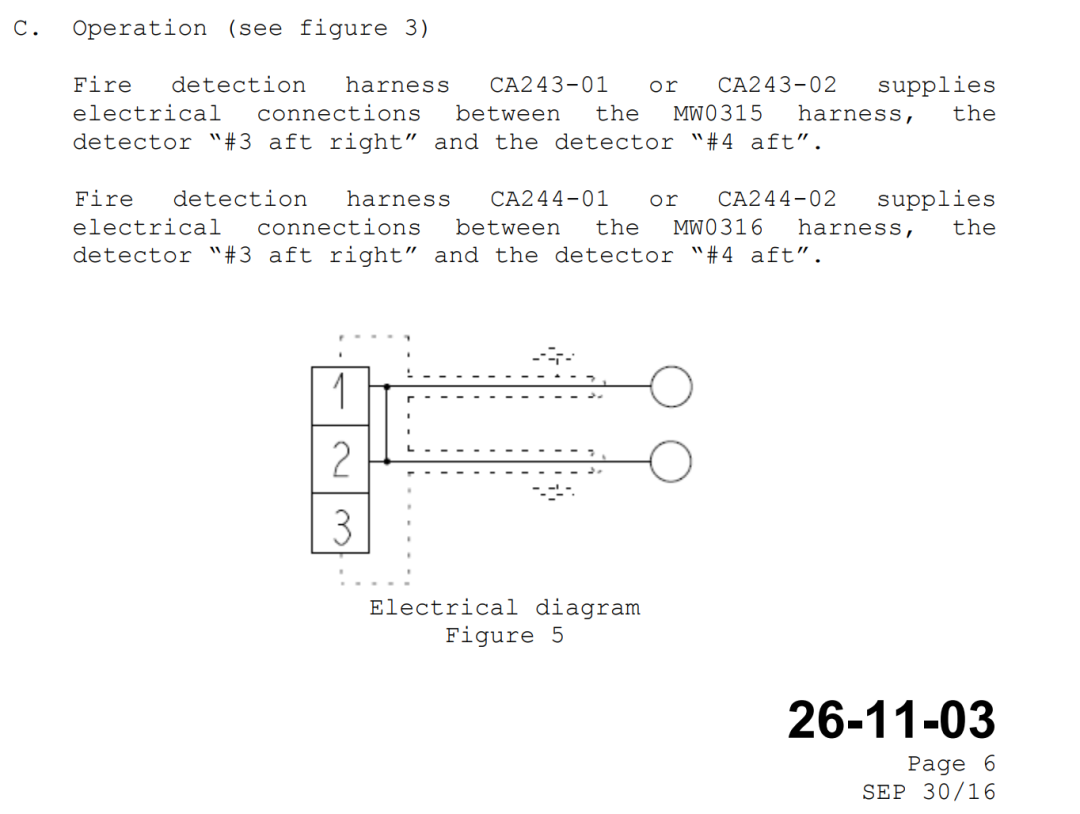 C. Operation (see figure 3)
Fire detection harness CA243-01 or CA243-02 supplies
electrical connections between the MW0315 harness, the
detector “#3 aft right” and the detector “#4 aft”.
Fire detection harness CA244-01 or CA244-02 supplies
electrical connections between the MW0316 harness, the
detector “#3 aft right” and the detector “#4 aft”.
1
2
3
Electrical diagram
Figure 5
26-11-03
Page 6
SEP 30/16